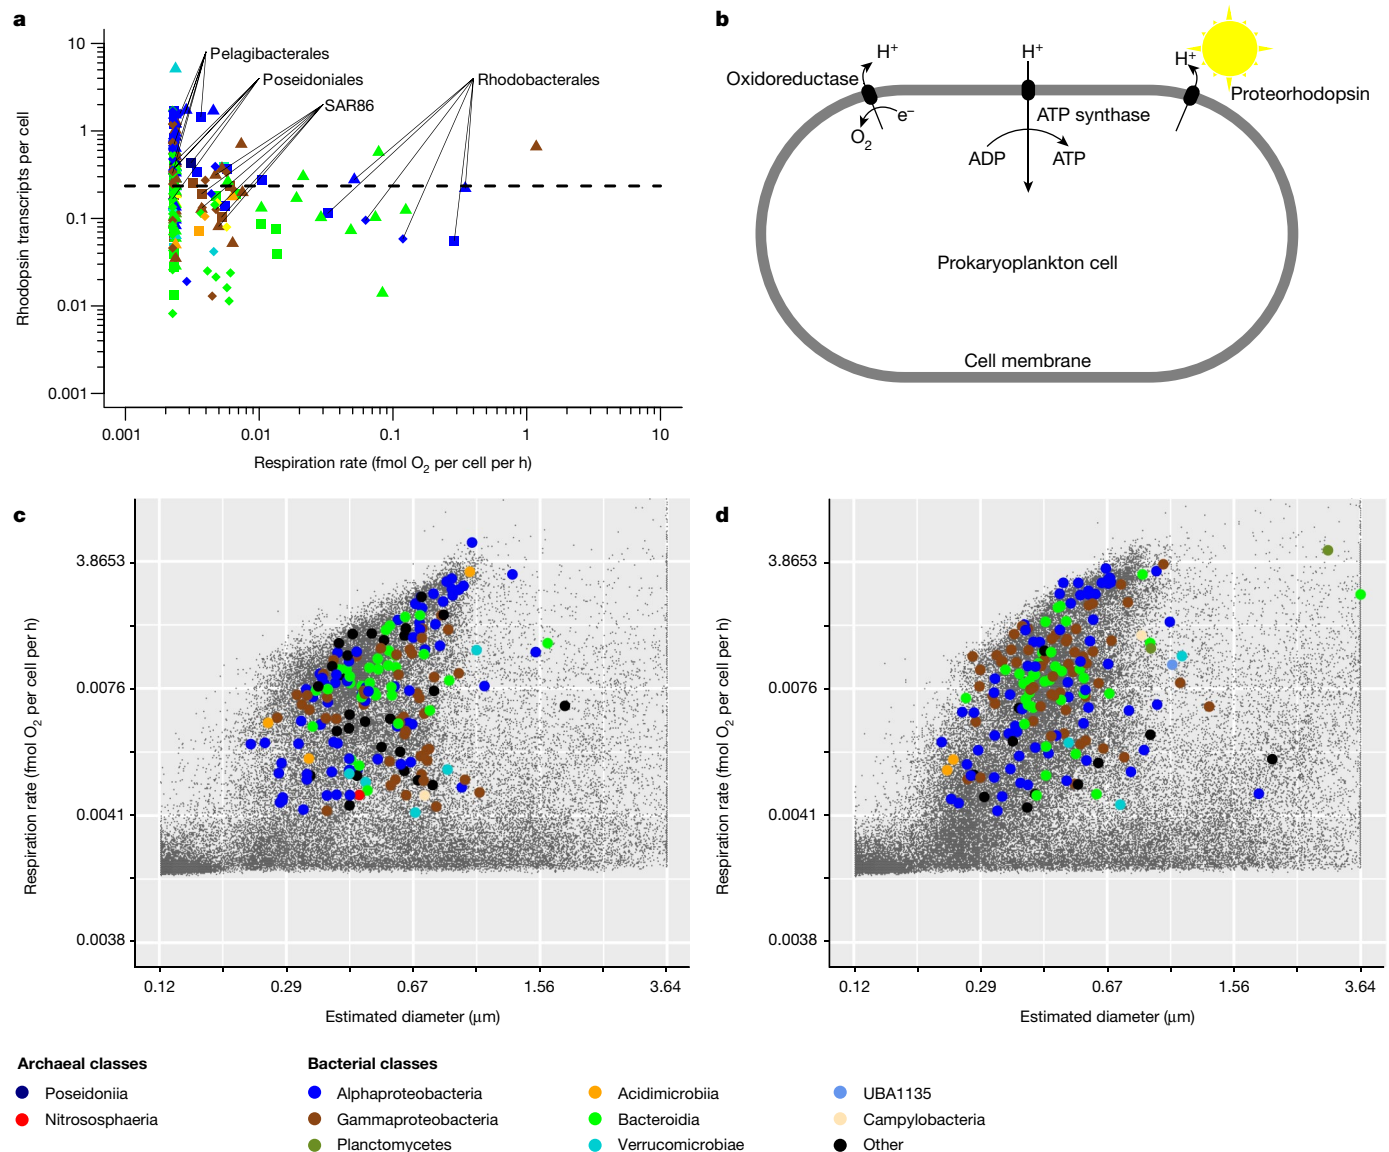 a
10
1
0.1
0.01
0.001
Rhodopsin transcripts per cell
Pelagibacterales
Poseidoniales
SAR86
Rhodobacterales
0.001
0.01
0.1
1
10
Respiration rate (fmol O₂ per cell per h)
b
H⁺
H⁺
H⁺
Oxidoreductase
Proteorhodopsin
e⁻
O₂
ATP synthase
ADP
ATP
Prokaryoplankton cell
Cell membrane
c
3.8653
0.0076
0.0041
0.0038
Respiration rate (fmol O₂ per cell per h)
0.12
0.29
0.67
1.56
3.64
Estimated diameter (μm)
d
3.8653
0.0076
0.0041
0.0038
Respiration rate (fmol O₂ per cell per h)
0.12
0.29
0.67
1.56
3.64
Estimated diameter (μm)
Archaeal classes
Poseidoniia
Nitrososphaeria
Bacterial classes
Alphaproteobacteria
Gammaproteobacteria
Planctomycetes
Acidimicrobiia
Bacteroidia
Verrucomicrobiae
UBA1135
Campylobacteria
Other